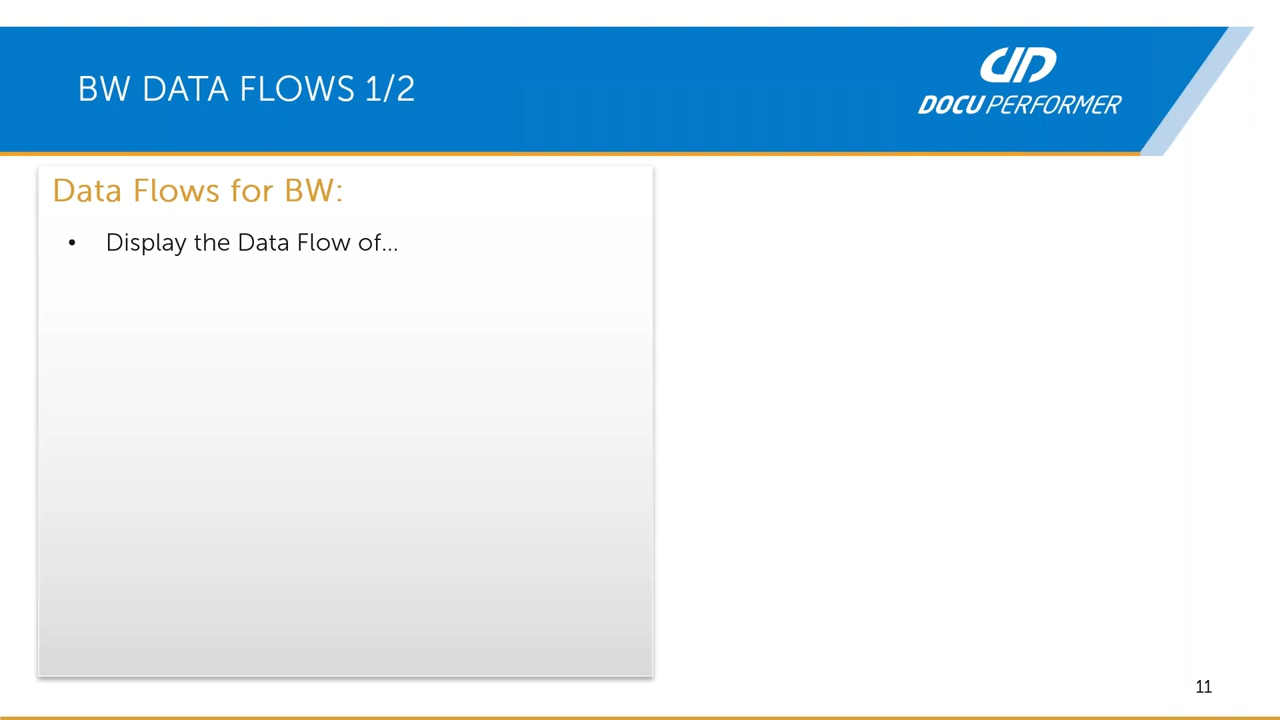 BW DATA FLOWS 1/2
DOCU PERFORMER
Data Flows for BW:
• Display the Data Flow of...
11